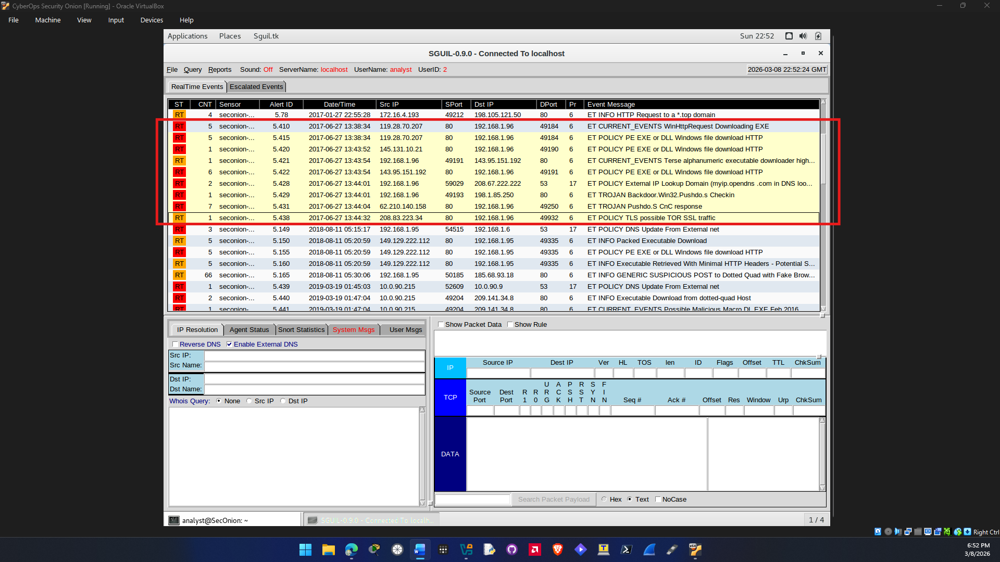 CyberOps Security Onion [Running] - Oracle VirtualBox
File Machine View Input Devices Help
Applications Places Sguil.tk Sun 22:52
SGUIL-0.9.0 - Connected To localhost
File Query Reports Sound: Off ServerName: localhost UserName: analyst UserID: 2 2026-03-08 22:52:24 GMT
RealTime Events Escalated Events
ST CNT Sensor Alert ID Date/Time Src IP SPort Dst IP DPort Pr Event Message
RT 4 seconion-... 5.78 2017-01-27 22:55:28 172.16.4.193 49212 198.105.121.50 80 6 ET INFO HTTP Request to a *.top domain
RT 5 seconion-... 5.410 2017-06-27 13:38:34 119.28.70.207 80 192.168.1.96 49184 6 ET CURRENT_EVENTS WinHttpRequest Downloading EXE
RT 5 seconion-... 5.415 2017-06-27 13:38:34 119.28.70.207 80 192.168.1.96 49184 6 ET POLICY PE EXE or DLL Windows file download HTTP
RT 1 seconion-... 5.420 2017-06-27 13:43:52 145.131.10.21 80 192.168.1.96 49190 6 ET POLICY PE EXE or DLL Windows file download HTTP
RT 1 seconion-... 5.421 2017-06-27 13:43:54 192.168.1.96 49191 143.95.151.192 80 6 ET CURRENT_EVENTS Terse alphanumeric executable downloader high...
RT 6 seconion-... 5.422 2017-06-27 13:43:54 143.95.151.192 80 192.168.1.96 49191 6 ET POLICY PE EXE or DLL Windows file download HTTP
RT 2 seconion-... 5.428 2017-06-27 13:44:01 192.168.1.96 59029 208.67.222.222 53 17 ET POLICY External IP Lookup Domain (myip.opendns .com in DNS loo...
RT 1 seconion-... 5.429 2017-06-27 13:44:01 192.168.1.96 49193 198.1.85.250 80 6 ET TROJAN Backdoor.Win32.Pushdo.s Checkin
RT 7 seconion-... 5.431 2017-06-27 13:44:04 62.210.140.158 80 192.168.1.96 49250 6 ET TROJAN Pushdo.S CnC response
RT 1 seconion-... 5.438 2017-06-27 13:44:32 208.83.223.34 80 192.168.1.96 49932 6 ET POLICY TLS possible TOR SSL traffic
RT 3 seconion-... 5.149 2018-08-11 05:15:17 192.168.1.95 54515 192.168.1.6 53 17 ET POLICY DNS Update From External net
RT 5 seconion-... 5.150 2018-08-11 05:20:59 149.129.222.112 80 192.168.1.95 49335 6 ET INFO Packed Executable Download
RT 5 seconion-... 5.155 2018-08-11 05:20:59 149.129.222.112 80 192.168.1.95 49335 6 ET POLICY PE EXE or DLL Windows file download HTTP
RT 5 seconion-... 5.160 2018-08-11 05:20:59 149.129.222.112 80 192.168.1.95 49335 6 ET INFO Executable Retrieved With Minimal HTTP Headers - Potential S...
RT 66 seconion-... 5.165 2018-08-11 05:30:06 192.168.1.95 50185 185.68.93.18 80 6 ET INFO GENERIC SUSPICIOUS POST to Dotted Quad with Fake Brow...
RT 1 seconion-... 5.439 2019-03-19 01:45:03 10.0.90.215 52609 10.0.90.9 53 17 ET POLICY DNS Update From External net
RT 2 seconion-... 5.440 2019-03-19 01:47:04 10.0.90.215 49204 209.141.34.8 80 6 ET INFO Executable Download from dotted-quad Host
RT 1 seconion-... 5.441 2019-03-19 01:47:04 10.0.90.215 49204 209.141.34.8 80 6 ET CURRENT_EVENTS Possible Malicious Macro DL EXE Feb 2016
IP Resolution Agent Status Snort Statistics System Msgs User Msgs
Reverse DNS Enable External DNS
Src IP:
Src Name:
Dst IP:
Dst Name:
Whois Query: None Src IP Dst IP
Show Packet Data Show Rule
IP Source IP Dest IP Ver HL TOS len ID Flags Offset TTL ChkSum
TCP Source Port Dest Port R1 R0 URG ACK PSH RST SYN FIN Seq # Ack # Offset Res Window Urp ChkSum
DATA
Search Packet Payload Hex Text NoCase
analyst@SecOnion: ~ SGUIL-0.9.0 - Connected To localh... 1 / 4
Right Ctrl
6:52 PM
3/8/2026